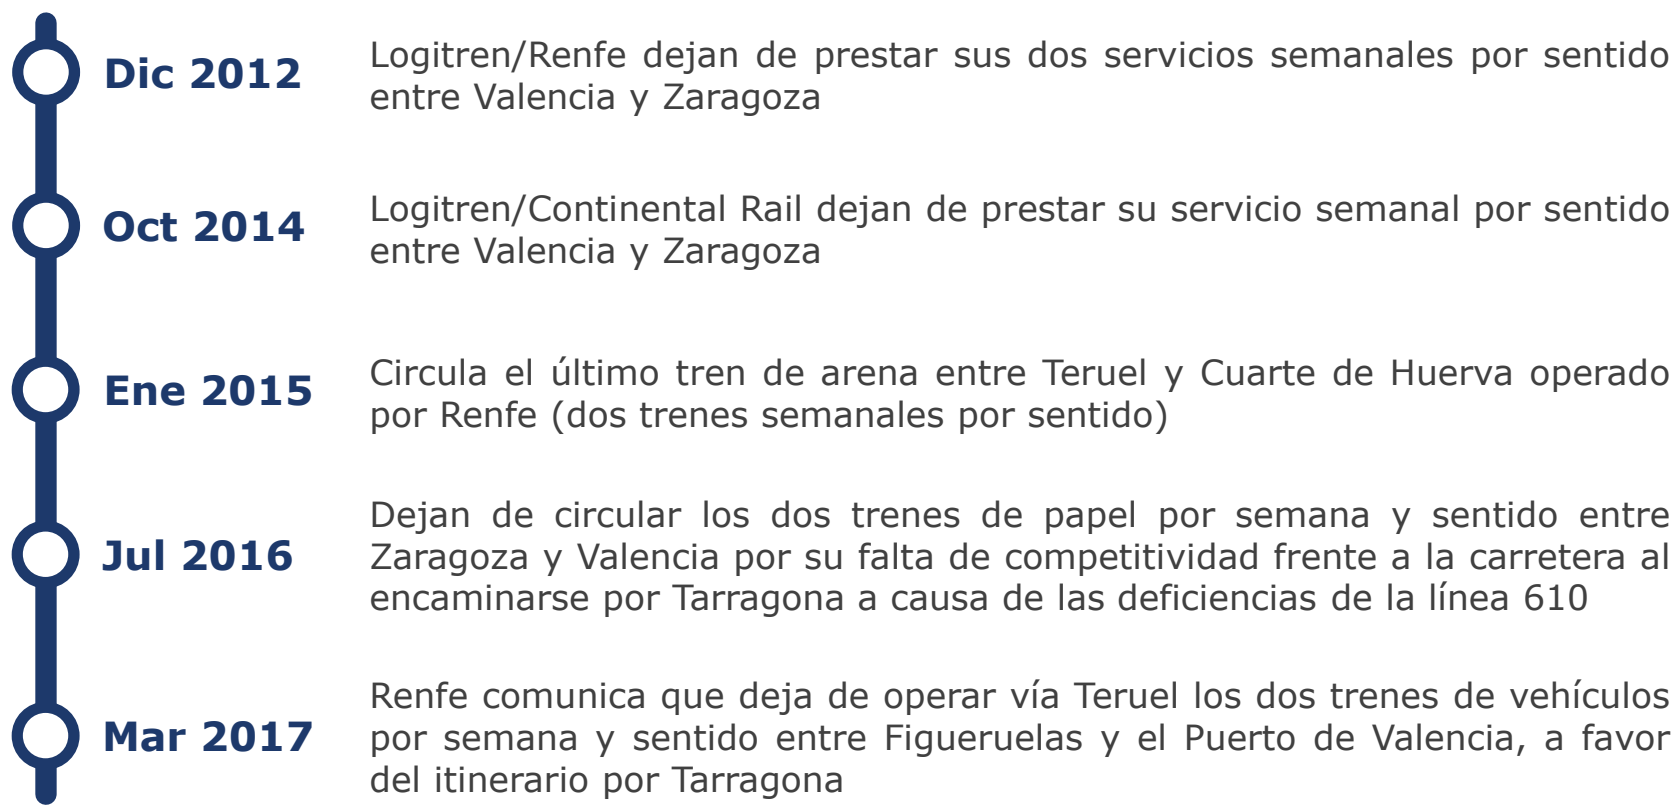 Dic 2012
Logitren/Renfe dejan de prestar sus dos servicios semanales por sentido
entre Valencia y Zaragoza
Oct 2014
Logitren/Continental Rail dejan de prestar su servicio semanal por sentido
entre Valencia y Zaragoza
Ene 2015
Circula el último tren de arena entre Teruel y Cuarte de Huerva operado
por Renfe (dos trenes semanales por sentido)
Jul 2016
Dejan de circular los dos trenes de papel por semana y sentido entre
Zaragoza y Valencia por su falta de competitividad frente a la carretera al
encaminarse por Tarragona a causa de las deficiencias de la línea 610
Mar 2017
Renfe comunica que deja de operar vía Teruel los dos trenes de vehículos
por semana y sentido entre Figueruelas y el Puerto de Valencia, a favor
del itinerario por Tarragona